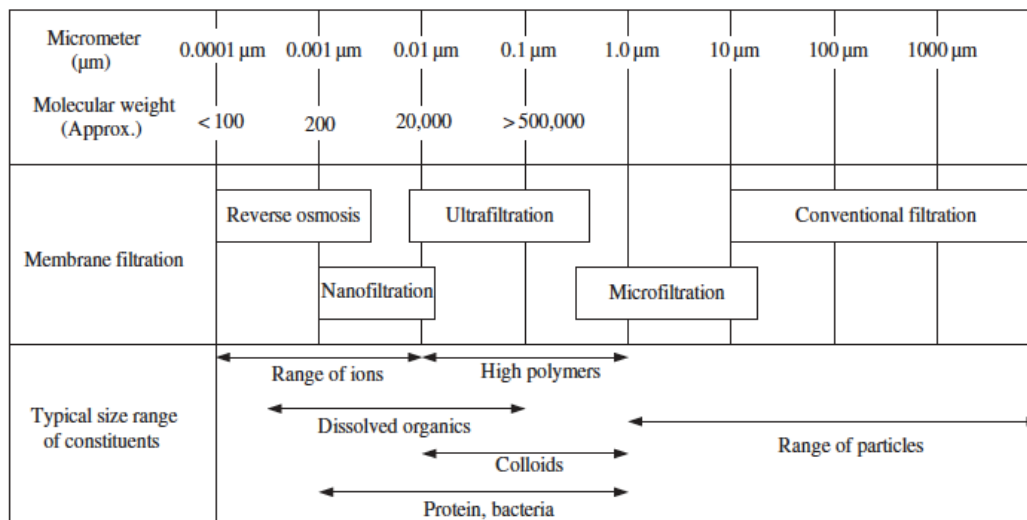 Micrometer
(μm)
0.0001 μm 0.001 μm 0.01 μm 0.1 μm 1.0 μm 10 μm 100 μm 1000 μm
Molecular weight
(Approx.)
<100 200 20,000 >500,000
Membrane filtration
Reverse osmosis Ultrafiltration Conventional filtration
Nanofiltration Microfiltration
Typical size range
of constituents
Range of ions High polymers
Dissolved organics
Range of particles
Colloids
Protein, bacteria